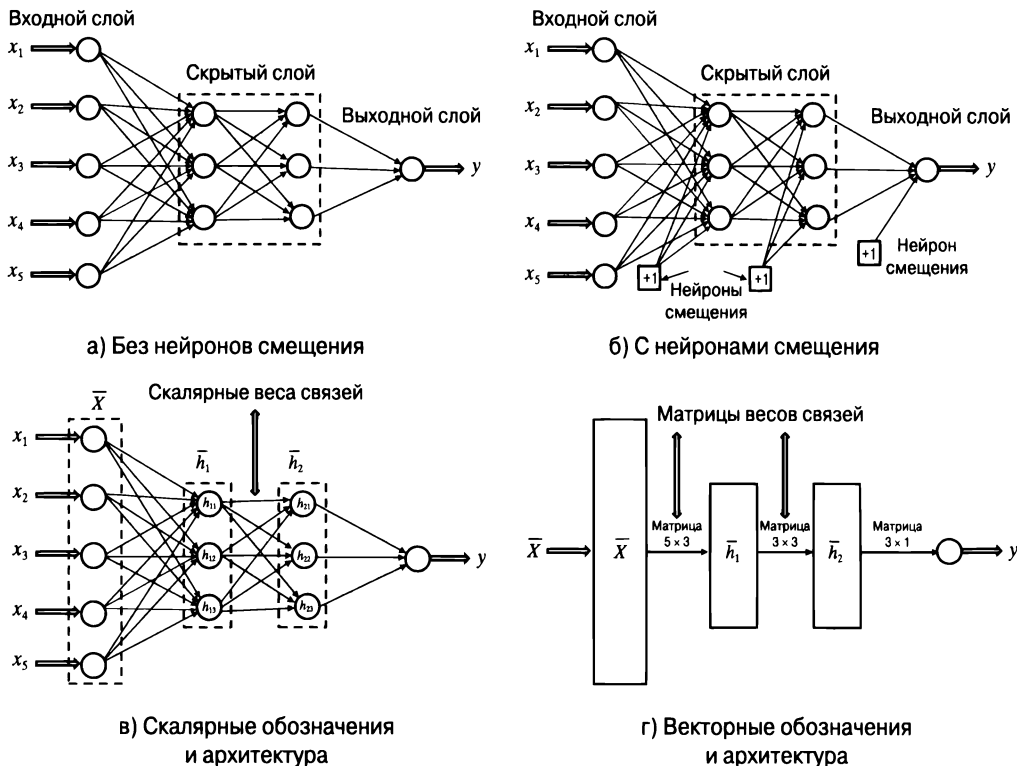 Входной слой
x₁
x₂
x₃
x₄
x₅
Скрытый слой
Выходной слой
y
а) Без нейронов смещения
Входной слой
x₁
x₂
x₃
x₄
x₅
Скрытый слой
Выходной слой
y
+1
+1
+1
Нейроны
смещения
Нейрон
смещения
б) С нейронами смещения
Скалярные веса связей
X̅
x₁
x₂
x₃
x₄
x₅
h̅₁
h̅₂
h₁₁
h₁₂
h₁₃
h₂₁
h₂₂
h₂₃
y
в) Скалярные обозначения
и архитектура
Матрицы весов связей
X̅
X̅
Матрица
5 × 3
h̅₁
Матрица
3 × 3
h̅₂
Матрица
3 × 1
y
г) Векторные обозначения
и архитектура